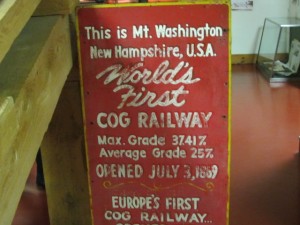 This is Mt. Washington
New Hampshire, U.S.A.
World's
First
COG RAILWAY
Max. Grade 37.41%
Average Grade 25%
OPENED JULY 3, 1869
EUROPE'S FIRST
COG RAILWAY...